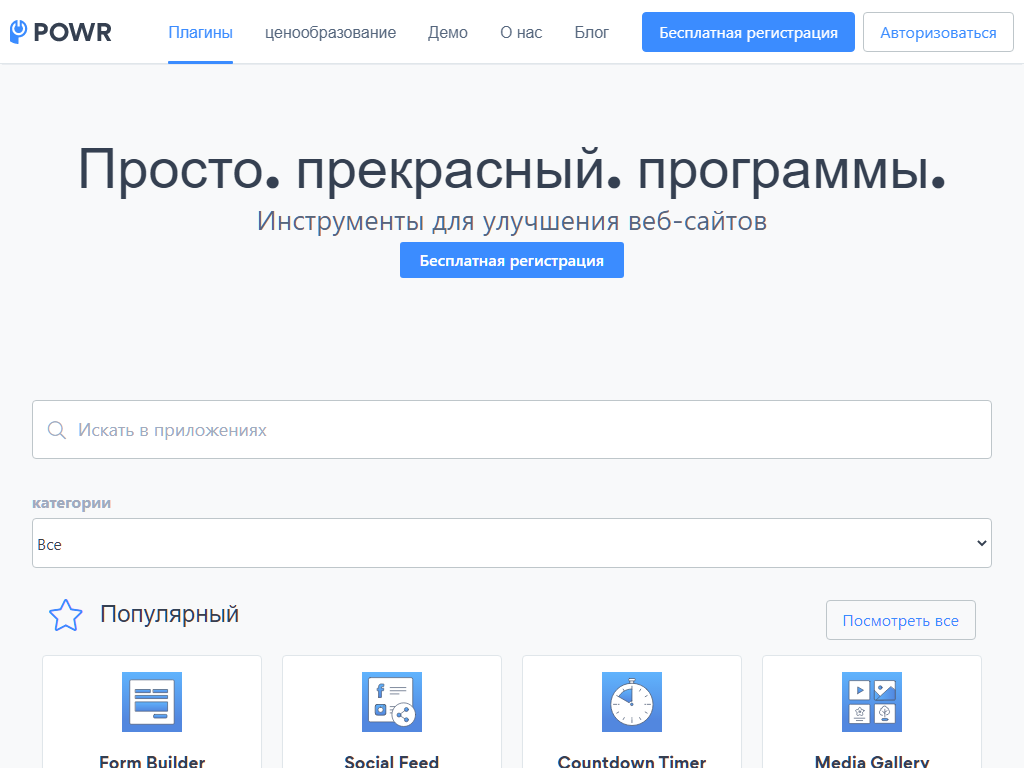 POWR
Плагины
ценообразование
Демо
О нас
Блог
Бесплатная регистрация
Авторизоваться
Просто. прекрасный. программы.
Инструменты для улучшения веб-сайтов
Бесплатная регистрация
Искать в приложениях
категории
Все
Популярный
Посмотреть все
Form Builder
Social Feed
Countdown Timer
Media Gallery